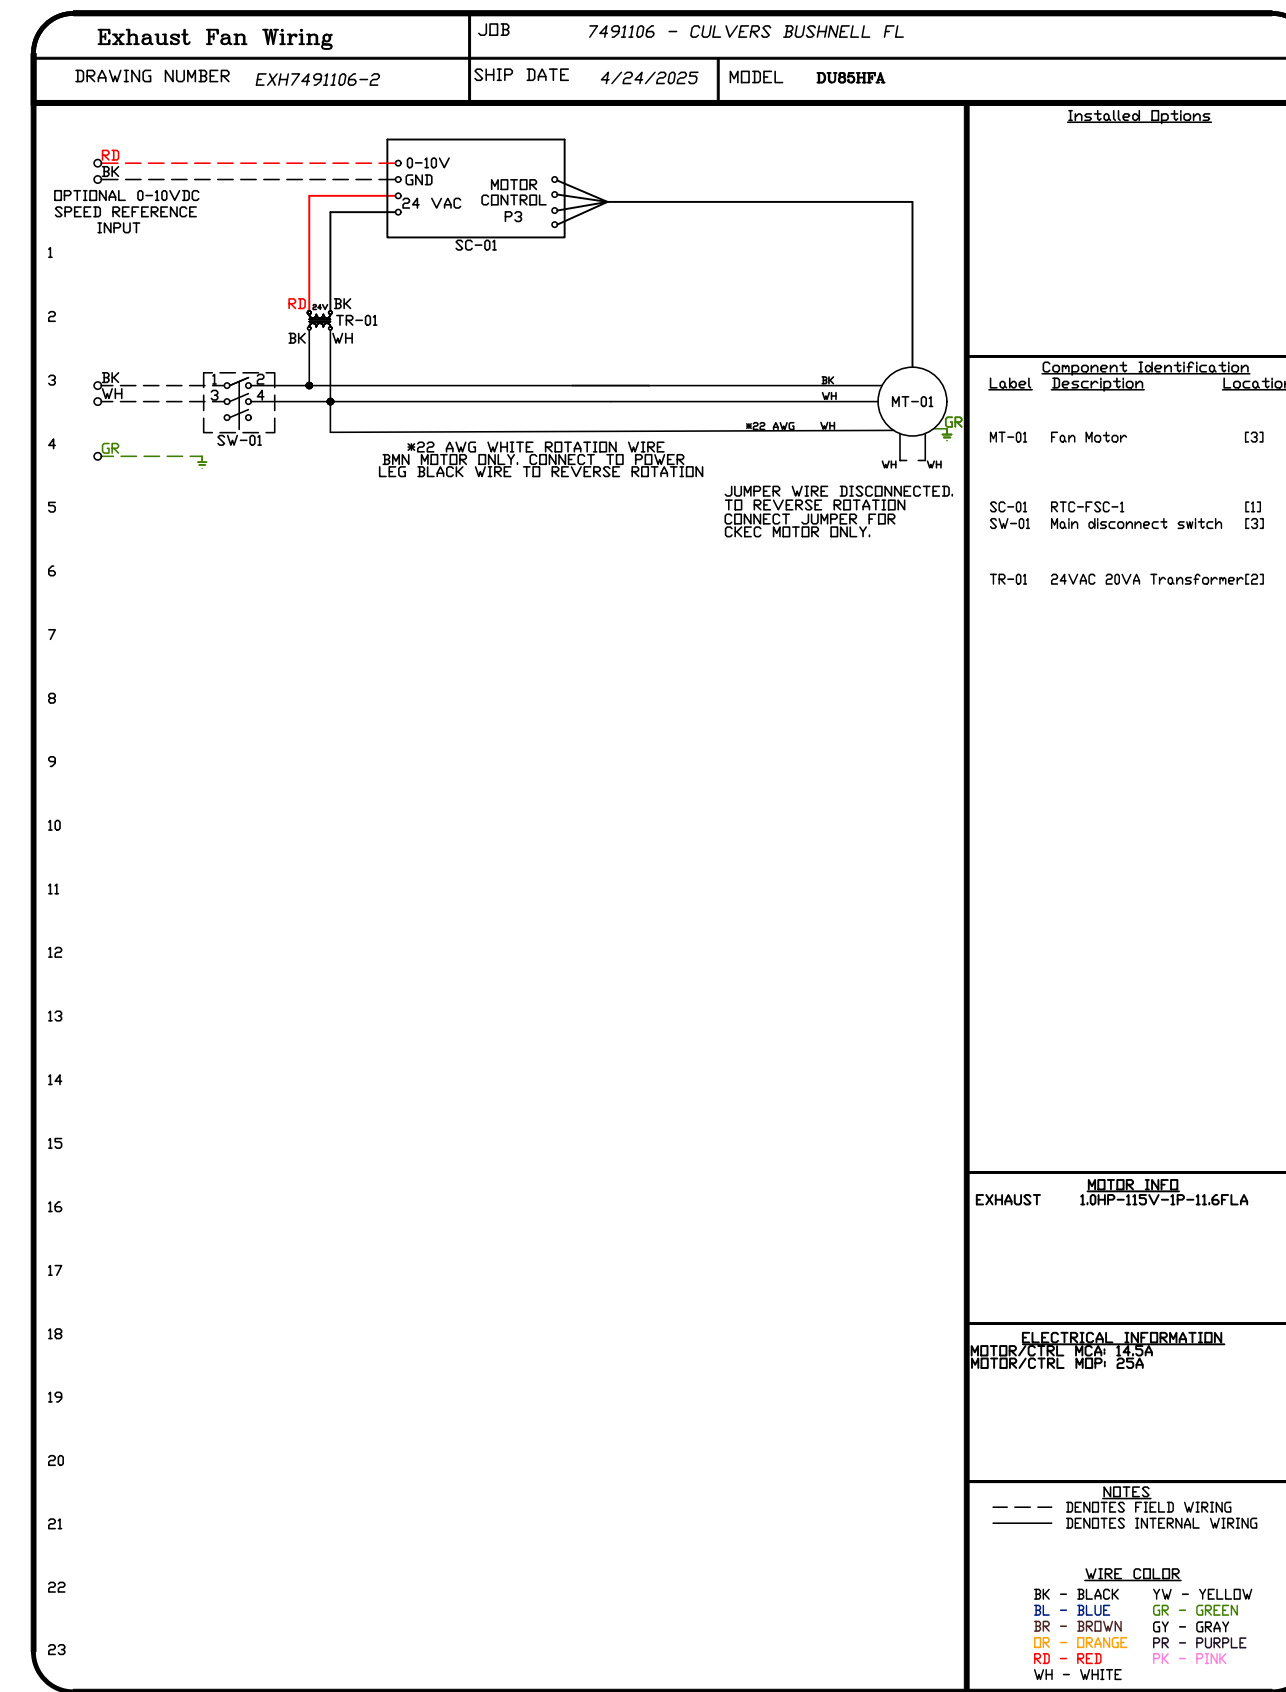 Exhaust Fan Wiring
JOB 7491106 - CULVERS BUSHNELL FL
DRAWING NUMBER EXH7491106-2
SHIP DATE 4/24/2025
MODEL DU85HFA
RD
BK
OPTIONAL 0-10VDC
SPEED REFERENCE
INPUT
0-10V
GND
24 VAC
MOTOR
CONTROL
P3
SC-01
RD 24V BK
TR-01
BK WH
BK
WH
1 2
3 4
SW-01
GR
BK
WH
*22 AWG WH
MT-01
GR
WH WH
*22 AWG WHITE ROTATION WIRE
BMN MOTOR ONLY. CONNECT TO POWER
LEG BLACK WIRE TO REVERSE ROTATION
JUMPER WIRE DISCONNECTED.
TO REVERSE ROTATION
CONNECT JUMPER FOR
CKEC MOTOR ONLY.
1
2
3
4
5
6
7
8
9
10
11
12
13
14
15
16
17
18
19
20
21
22
23
Installed Options
Component Identification
Label Description Location
MT-01 Fan Motor [3]
SC-01 RTC-FSC-1 [1]
SW-01 Main disconnect switch [3]
TR-01 24VAC 20VA Transformer[2]
MOTOR INFO
EXHAUST 1.0HP-115V-1P-11.6FLA
ELECTRICAL INFORMATION
MOTOR/CTRL MCA: 14.5A
MOTOR/CTRL MOP: 25A
NOTES
DENOTES FIELD WIRING
DENOTES INTERNAL WIRING
WIRE COLOR
BK - BLACK YW - YELLOW
BL - BLUE GR - GREEN
BR - BROWN GY - GRAY
OR - ORANGE PR - PURPLE
RD - RED PK - PINK
WH - WHITE